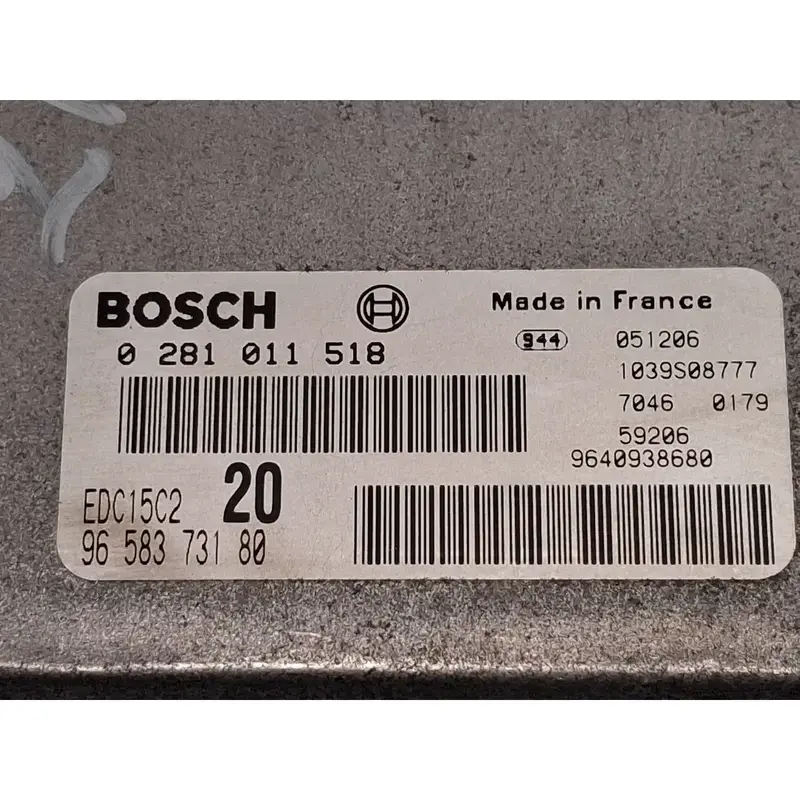 BOSCH
Made in France
0 281 011 518
944 051206
1039S08777
7046 0179
59206
9640938680
EDC15C2 20
96 583 731 80